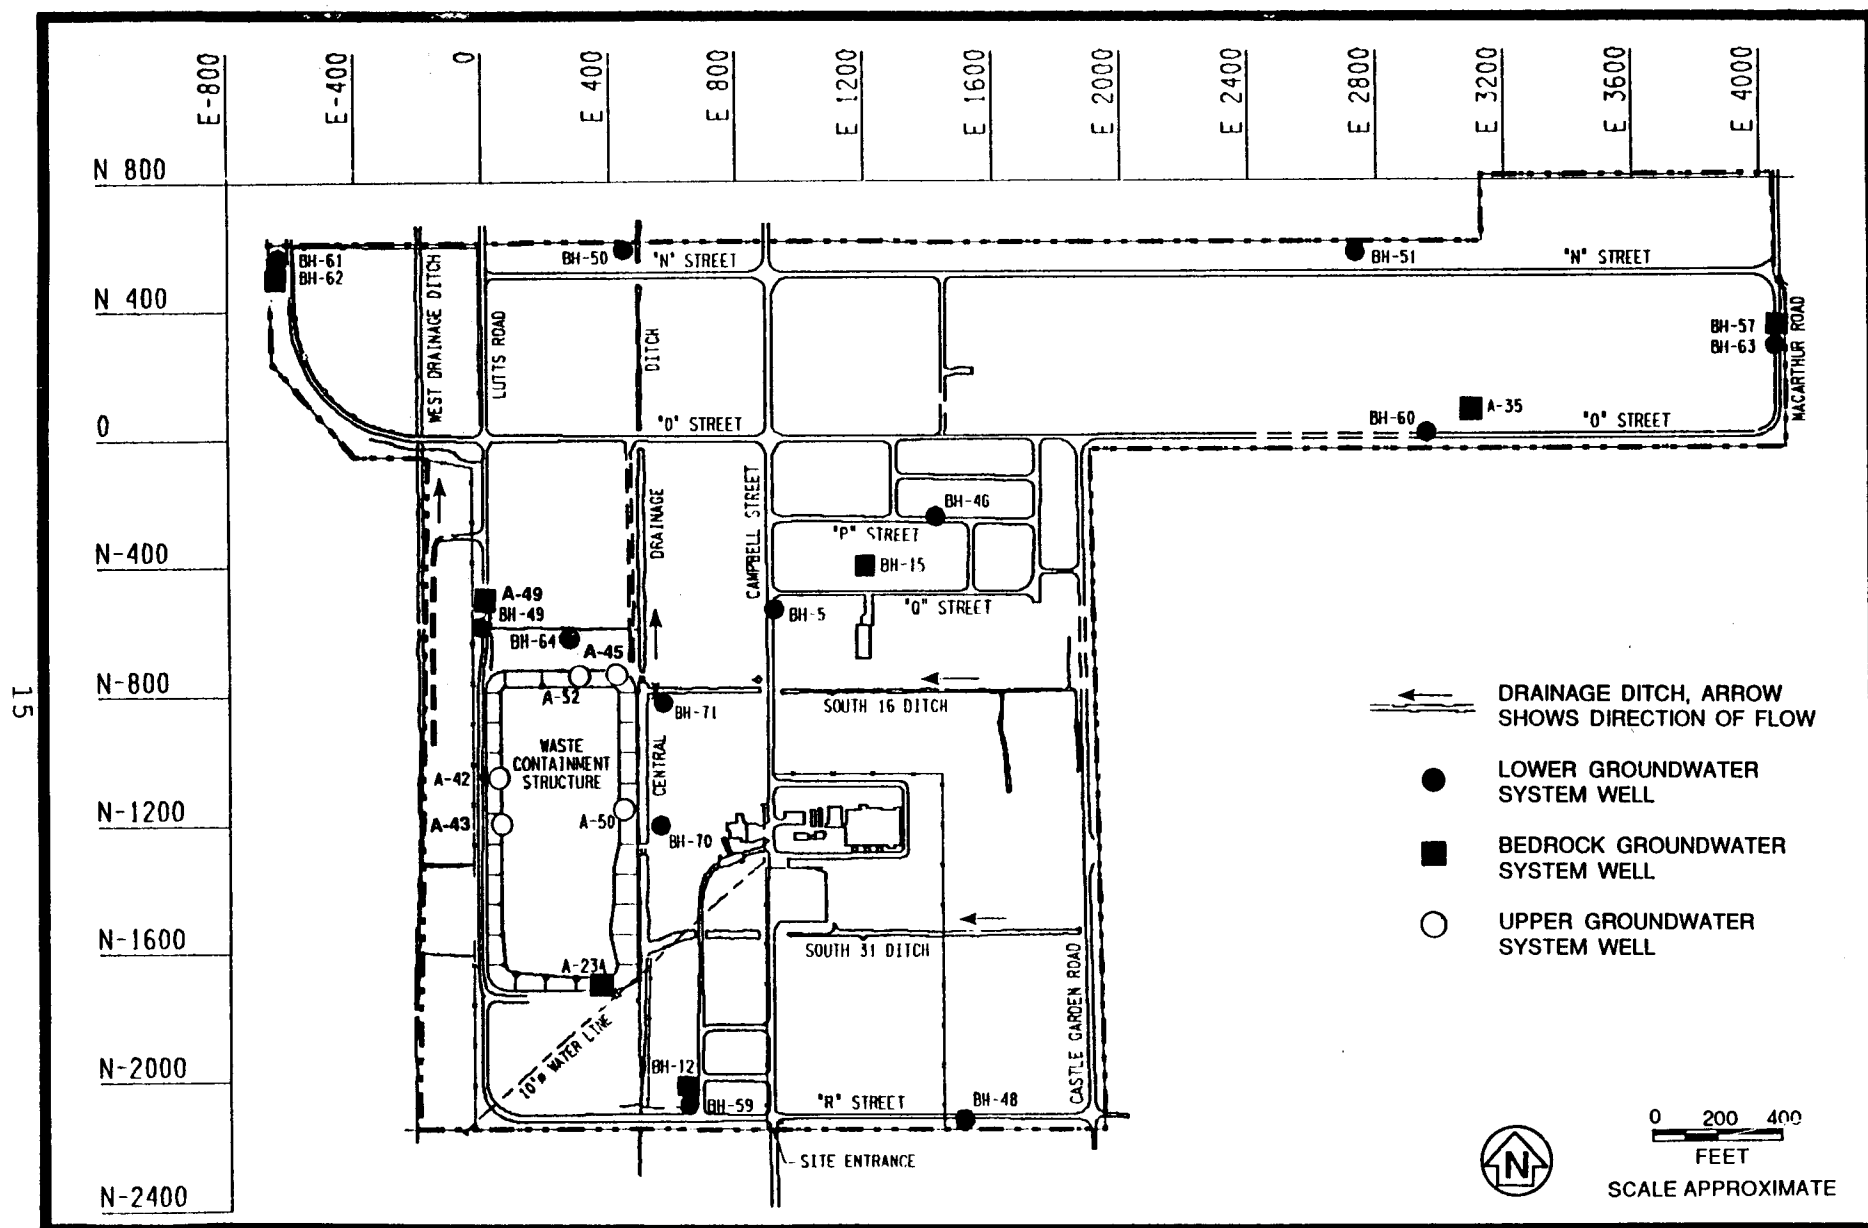 E-800
E-400
0
E 400
E 800
E 1200
E 1600
E 2000
E 2400
E 2800
E 3200
E 3600
E 4000
N 800
N 400
0
N-400
N-800
N-1200
N-1600
N-2000
N-2400
BH-61
BH-62
BH-50
"N" STREET
BH-51
"N" STREET
WEST DRAINAGE DITCH
LUTTS ROAD
DITCH
BH-57
BH-63
MACARTHUR ROAD
A-35
BH-60
"O" STREET
"O" STREET
DRAINAGE
CAMPBELL STREET
BH-46
"P" STREET
BH-15
"Q" STREET
A-49
BH-49
BH-64
BH-5
A-45
A-52
BH-71
SOUTH 16 DITCH
WASTE
CONTAINMENT
STRUCTURE
CENTRAL
A-42
A-43
A-50
BH-70
SOUTH 31 DITCH
A-23A
10"ø WATER LINE
CASTLE GARDEN ROAD
BH-12
BH-59
"R" STREET
BH-48
SITE ENTRANCE
DRAINAGE DITCH, ARROW
SHOWS DIRECTION OF FLOW
LOWER GROUNDWATER
SYSTEM WELL
BEDROCK GROUNDWATER
SYSTEM WELL
UPPER GROUNDWATER
SYSTEM WELL
N
0 200 400
FEET
SCALE APPROXIMATE
15